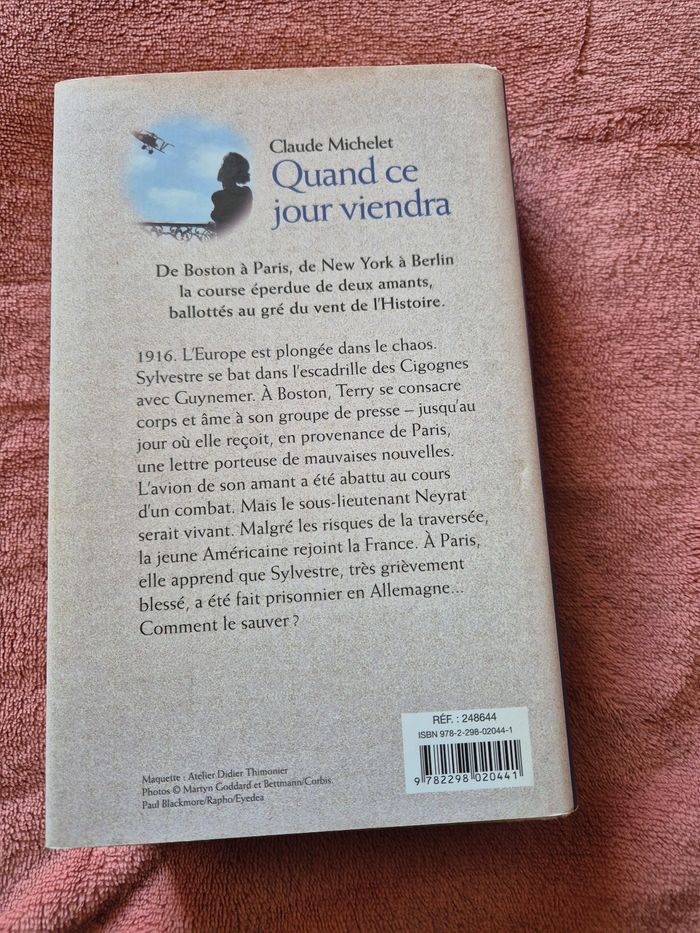 Claude Michelet
Quand ce
jour viendra
De Boston à Paris, de New York à Berlin
la course éperdue de deux amants,
ballottés au gré du vent de l'Histoire.
1916. L'Europe est plongée dans le chaos.
Sylvestre se bat dans l'escadrille des Cigognes
avec Guynemer. À Boston, Terry se consacre
corps et âme à son groupe de presse – jusqu'au
jour où elle reçoit, en provenance de Paris,
une lettre porteuse de mauvaises nouvelles.
L'avion de son amant a été abattu au cours
d'un combat. Mais le sous-lieutenant Neyrat
serait vivant. Malgré les risques de la traversée,
la jeune Américaine rejoint la France. À Paris,
elle apprend que Sylvestre, très grièvement
blessé, a été fait prisonnier en Allemagne...
Comment le sauver ?
RÉF. : 248644
ISBN 978-2-298-02044-1
9 782298 020441
Maquette : Atelier Didier Thimonier
Photos © Martyn Goddard et Bettmann/Corbis.
Paul Blackmore/Rapho/Eyedea